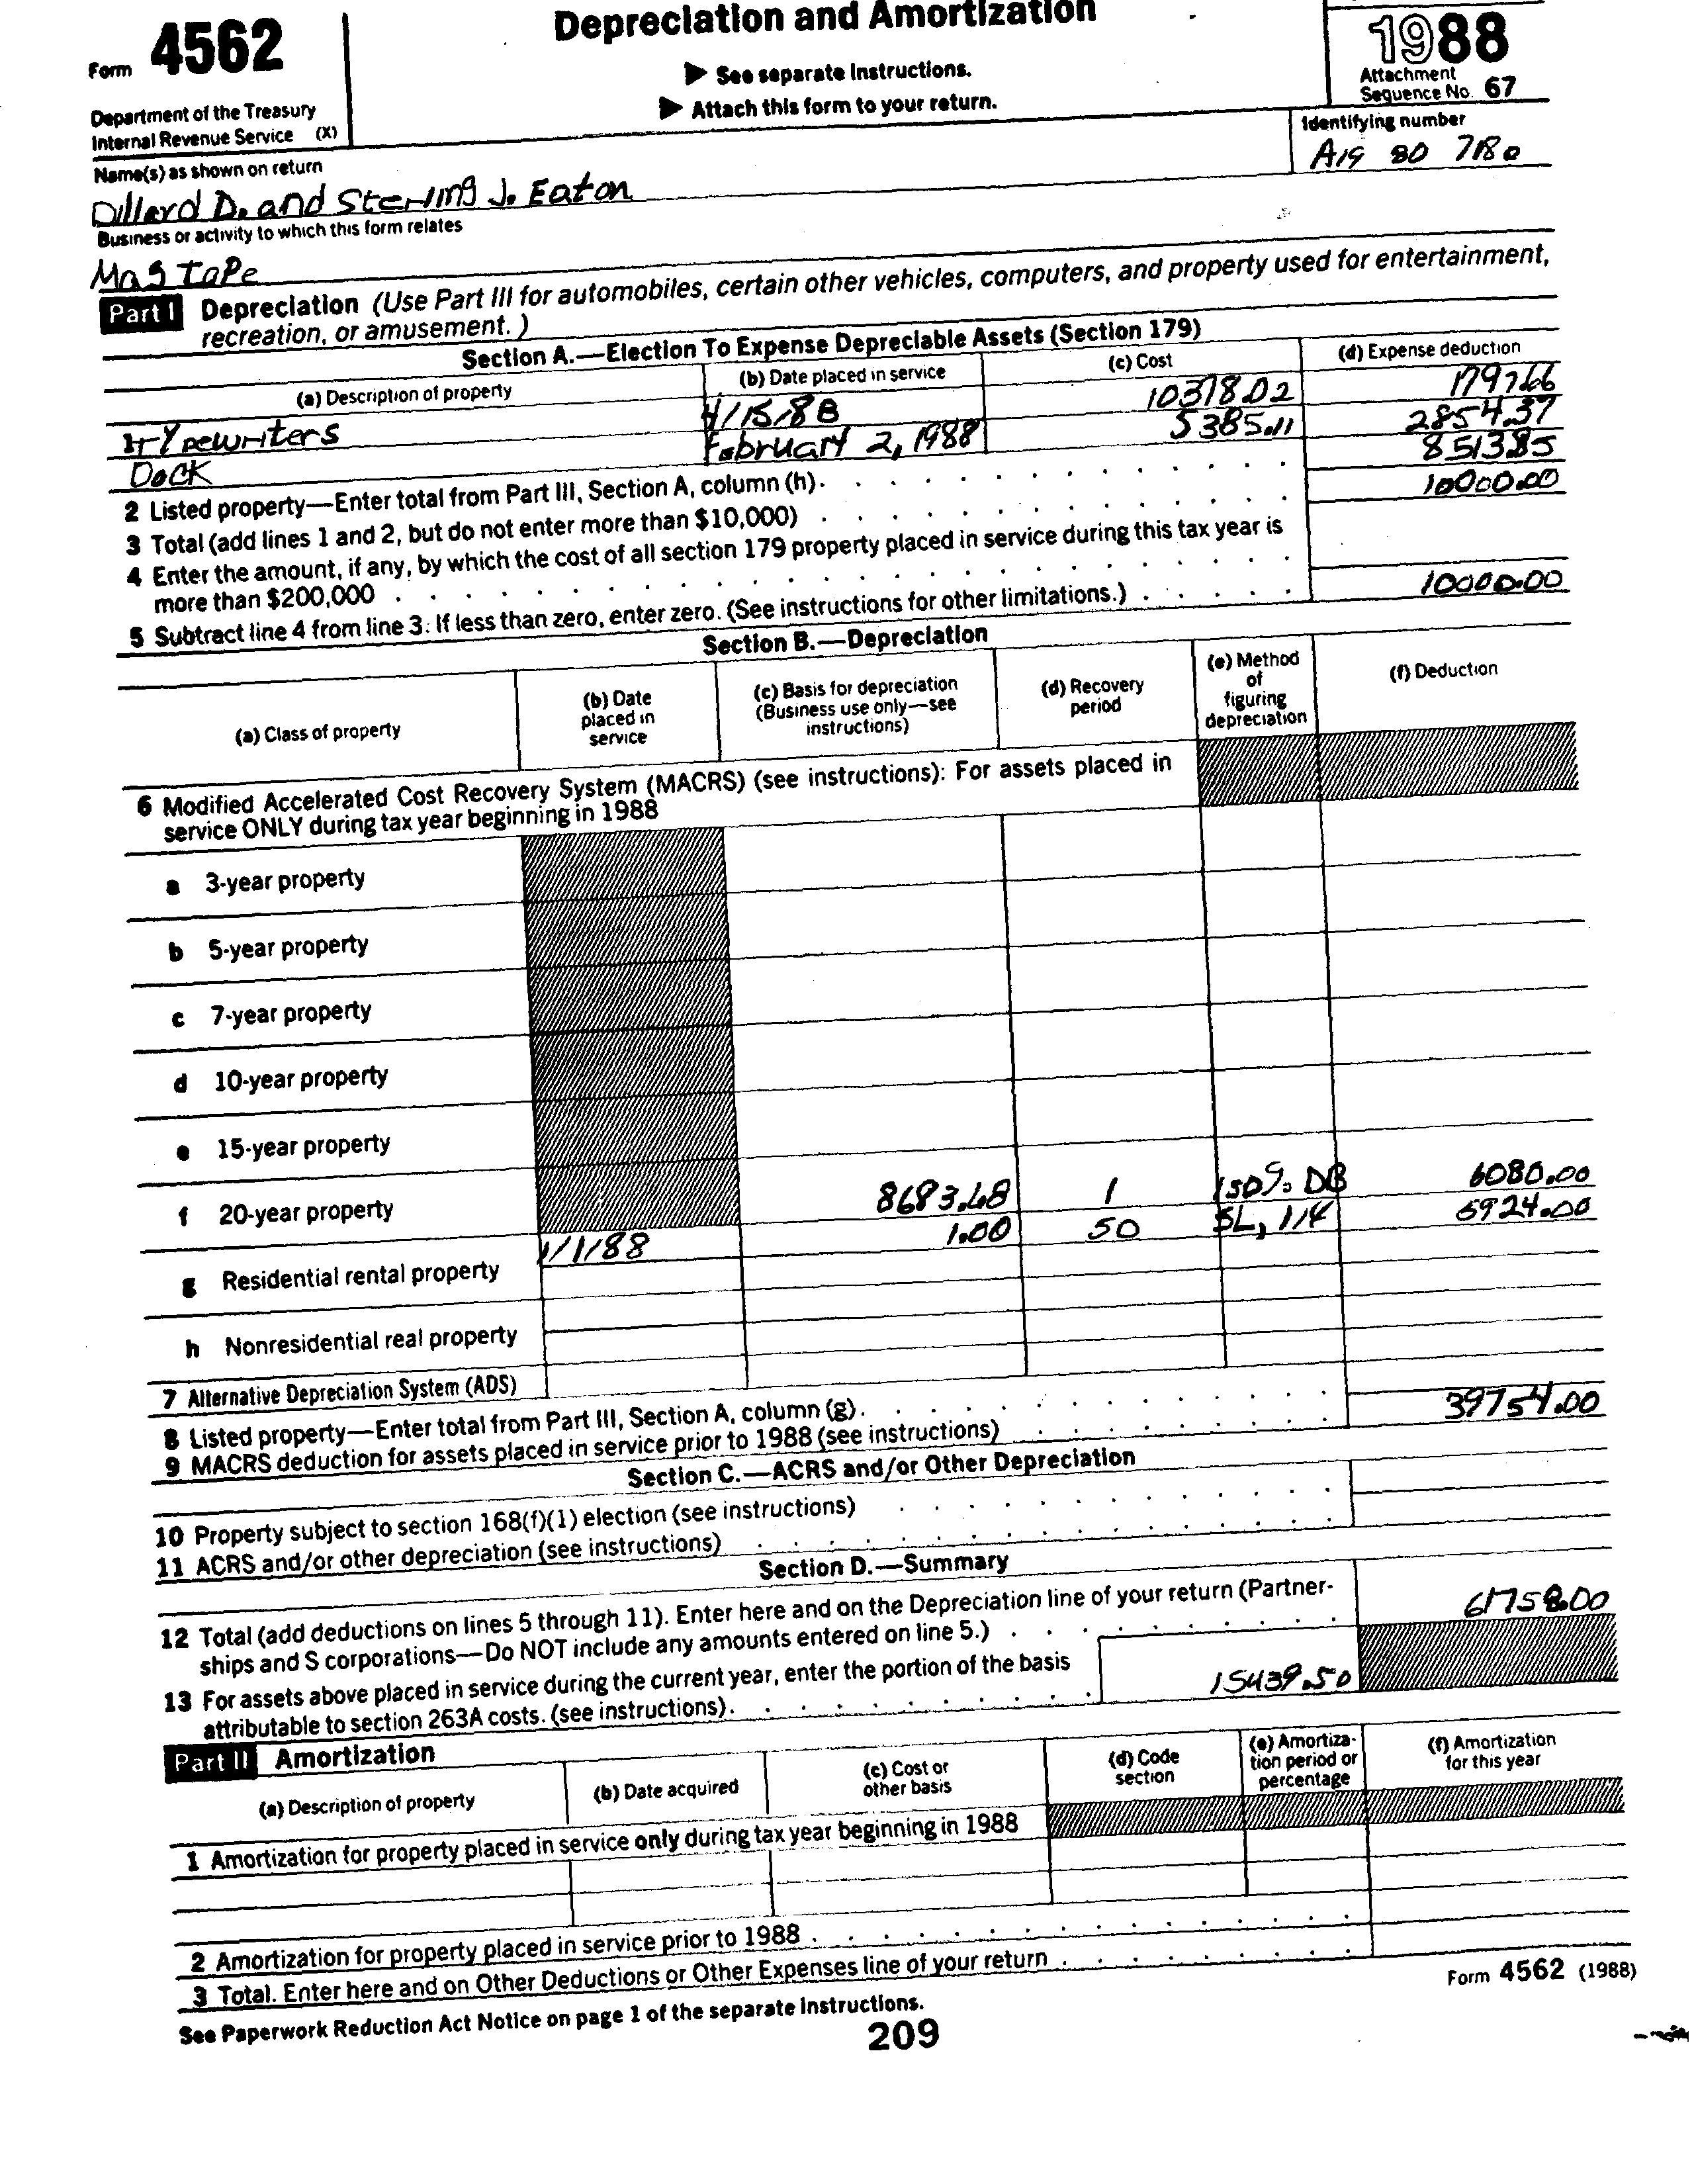 Form 4562
Department of the Treasury
Internal Revenue Service (X)
Depreciation and Amortization
▶ See separate Instructions.
▶ Attach this form to your return.
1988
Attachment
Sequence No. 67
Name(s) as shown on return
Dillard D. and Sterling J. Eaton
Identifying number
A19 80 7180
Business or activity to which this form relates
Mas Tape
Part I Depreciation (Use Part III for automobiles, certain other vehicles, computers, and property used for entertainment,
recreation, or amusement.)
Section A.—Election To Expense Depreciable Assets (Section 179)
(a) Description of property (b) Date placed in service (c) Cost (d) Expense deduction
Typewriters 4/15/88 10378.02
Dock February 2, 1988 5385.11 2854.37
2 Listed property—Enter total from Part III, Section A, column (h). 8513.85
3 Total (add lines 1 and 2, but do not enter more than $10,000) 10000.00
4 Enter the amount, if any, by which the cost of all section 179 property placed in service during this tax year is
more than $200,000
5 Subtract line 4 from line 3. If less than zero, enter zero. (See instructions for other limitations.) 10000.00
Section B.—Depreciation
(a) Class of property (b) Date placed in service (c) Basis for depreciation (Business use only—see instructions) (d) Recovery period (e) Method of figuring depreciation (f) Deduction
6 Modified Accelerated Cost Recovery System (MACRS) (see instructions): For assets placed in
service ONLY during tax year beginning in 1988
a 3-year property
b 5-year property
c 7-year property
d 10-year property
e 15-year property
f 20-year property 8683.68 1 150% DB 6080.00
g Residential rental property 1/1/88 1.00 50 SL, 1/4 5924.00
h Nonresidential real property
7 Alternative Depreciation System (ADS)
8 Listed property—Enter total from Part III, Section A, column (g). 39754.00
9 MACRS deduction for assets placed in service prior to 1988 (see instructions)
Section C.—ACRS and/or Other Depreciation
10 Property subject to section 168(f)(1) election (see instructions)
11 ACRS and/or other depreciation (see instructions)
Section D.—Summary
12 Total (add deductions on lines 5 through 11). Enter here and on the Depreciation line of your return (Partner-
ships and S corporations—Do NOT include any amounts entered on line 5.) 61758.00
13 For assets above placed in service during the current year, enter the portion of the basis
attributable to section 263A costs. (see instructions). 15439.50
Part II Amortization
(a) Description of property (b) Date acquired (c) Cost or other basis (d) Code section (e) Amortiza-tion period or percentage (f) Amortization for this year
1 Amortization for property placed in service only during tax year beginning in 1988
2 Amortization for property placed in service prior to 1988
3 Total. Enter here and on Other Deductions or Other Expenses line of your return
See Paperwork Reduction Act Notice on page 1 of the separate Instructions.
Form 4562 (1988)
209